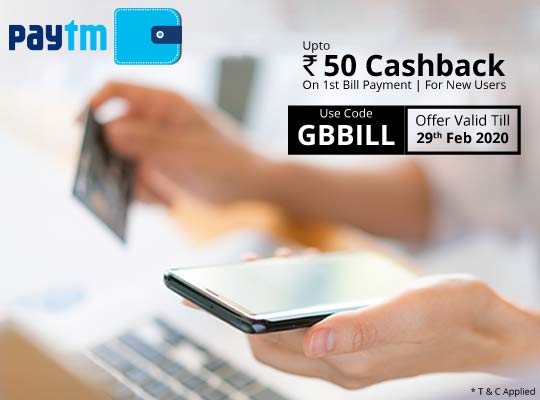 paytm
Upto
₹ 50 Cashback
On 1st Bill Payment | For New Users
Use Code
GBBILL
Offer Valid Till
29th Feb 2020
* T & C Applied